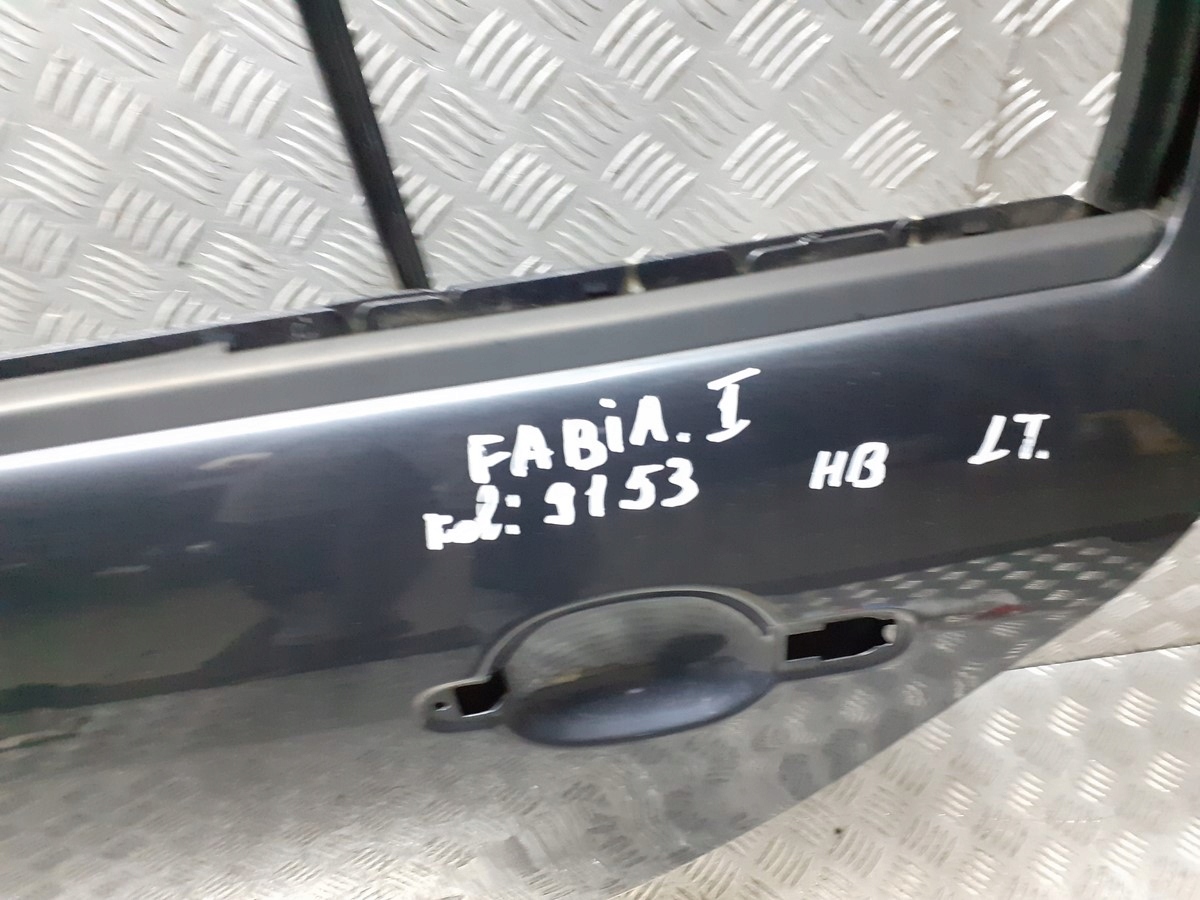 FABiA. I
Kol: 9153
HB
LT.